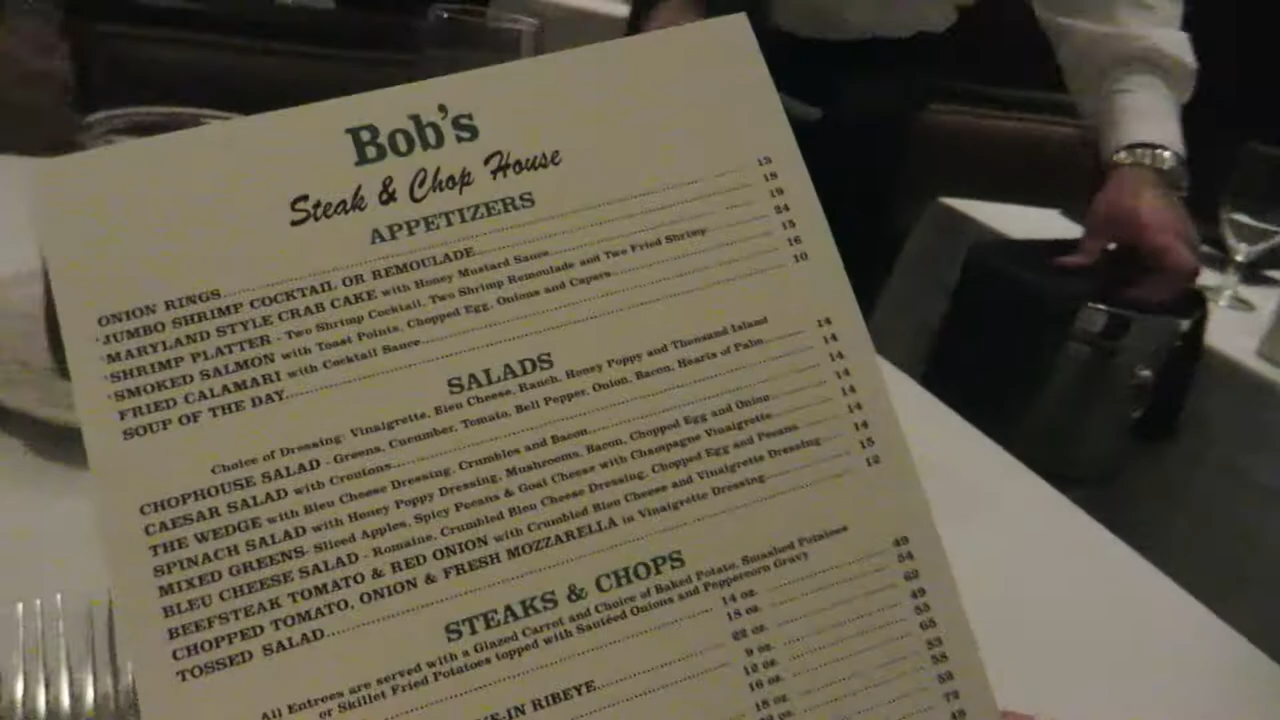 Bob's
Steak & Chop House
APPETIZERS
ONION RINGS 13
JUMBO SHRIMP COCKTAIL OR REMOULADE 18
MARYLAND STYLE CRAB CAKE with Honey Mustard Sauce 19
SHRIMP PLATTER - Two Shrimp Cocktail, Two Shrimp Remoulade and Two Fried Shrimp 24
SMOKED SALMON with Toast Points, Chopped Egg, Onions and Capers 15
FRIED CALAMARI with Cocktail Sauce 16
SOUP OF THE DAY 10
SALADS
Choice of Dressing: Vinaigrette, Bleu Cheese, Ranch, Honey Poppy and Thousand Island
CHOPHOUSE SALAD - Greens, Cucumber, Tomato, Bell Pepper, Onion, Bacon, Hearts of Palm 14
CAESAR SALAD with Croutons 14
THE WEDGE with Bleu Cheese Dressing, Crumbles and Bacon 14
SPINACH SALAD with Honey Poppy Dressing, Mushrooms, Bacon, Chopped Egg and Onion 14
MIXED GREENS- Sliced Apples, Spicy Pecans & Goat Cheese with Champagne Vinaigrette 14
BLEU CHEESE SALAD - Romaine, Crumbled Bleu Cheese Dressing, Chopped Egg and Pecans 14
BEEFSTEAK TOMATO & RED ONION with Crumbled Bleu Cheese and Vinaigrette Dressing 14
CHOPPED TOMATO, ONION & FRESH MOZZARELLA in Vinaigrette Dressing 15
TOSSED SALAD 12
STEAKS & CHOPS
All Entrees are served with a Glazed Carrot and Choice of Baked Potato, Smashed Potatoes
or Skillet Fried Potatoes topped with Sautéed Onions and Peppercorn Gravy
14 oz. 49
18 oz. 54
22 oz. 62
9 oz. 49
12 oz. 55
16 oz. 65
RIBEYE 18 oz. 53